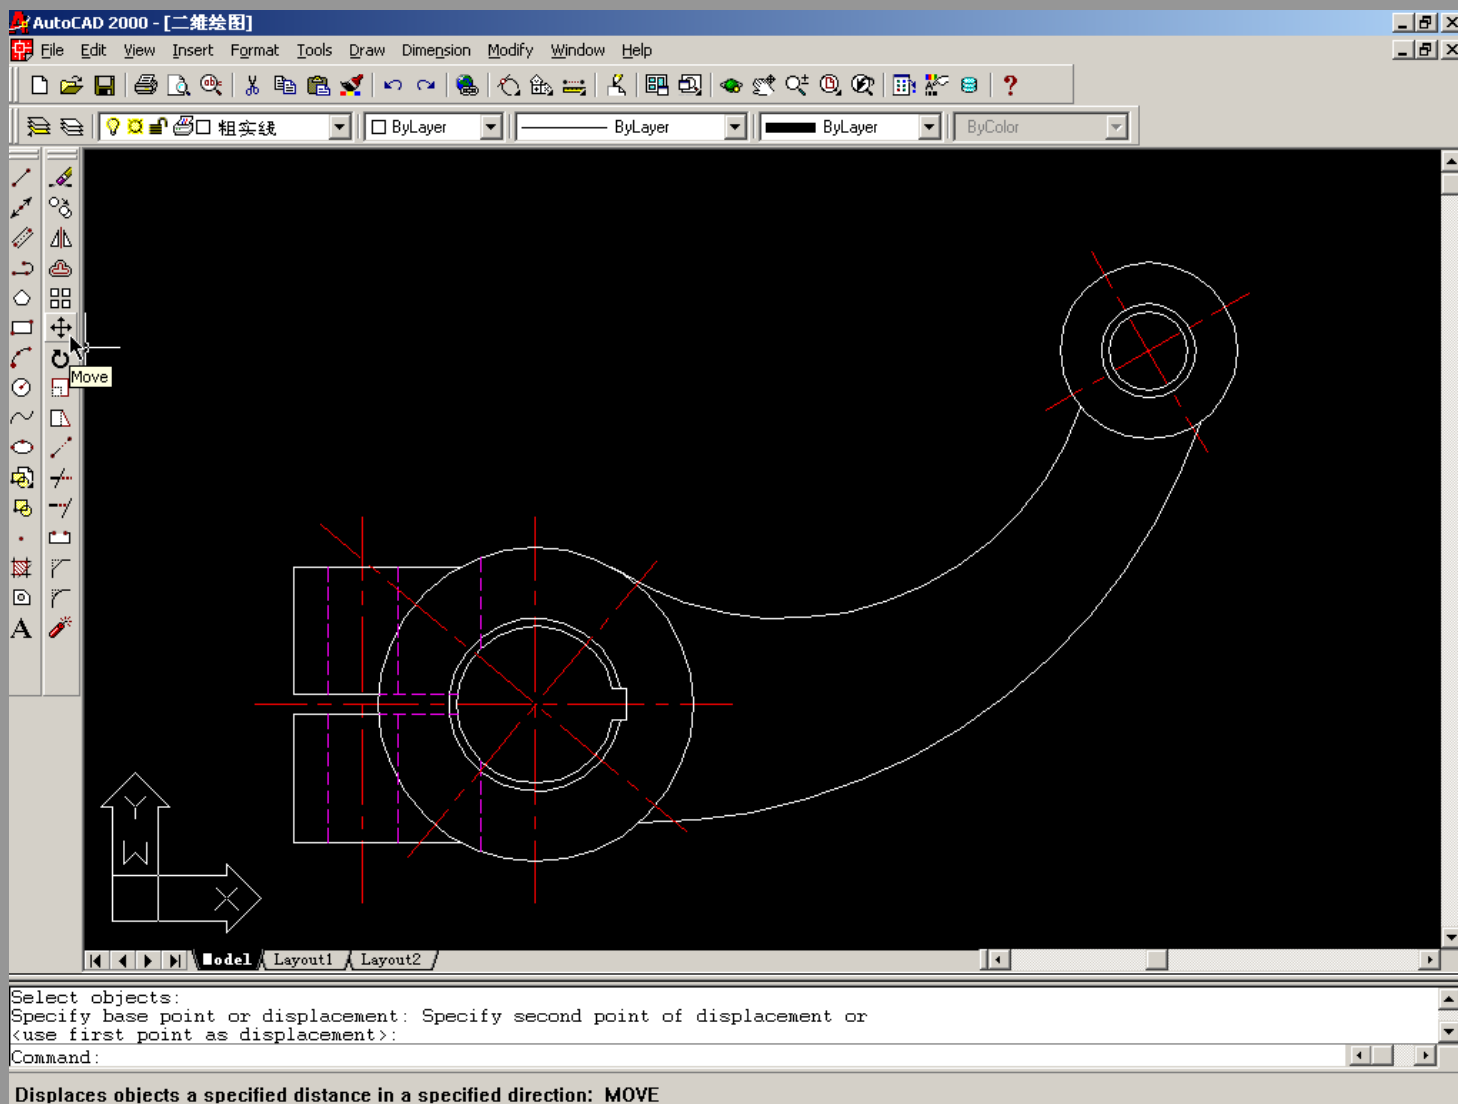 AutoCAD 2000 - [二维绘图]
File Edit View Insert Format Tools Draw Dimension Modify Window Help
粗实线 ByLayer ByLayer ByLayer ByColor
Move
A
Y
W
X
Model Layout1 Layout2
Select objects:
Specify base point or displacement: Specify second point of displacement or
<use first point as displacement>:
Command:
Displaces objects a specified distance in a specified direction: MOVE